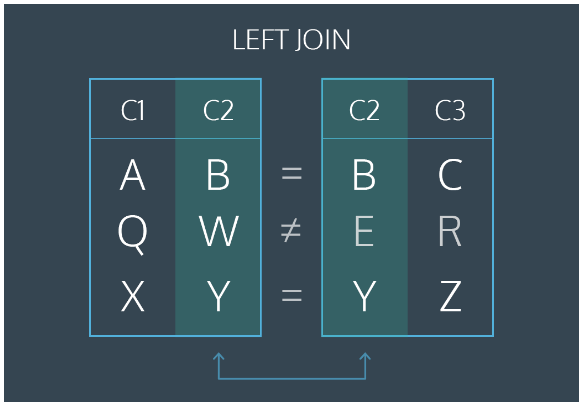 LEFT JOIN
C1 C2 C2 C3
A B = B C
Q W ≠ E R
X Y = Y Z